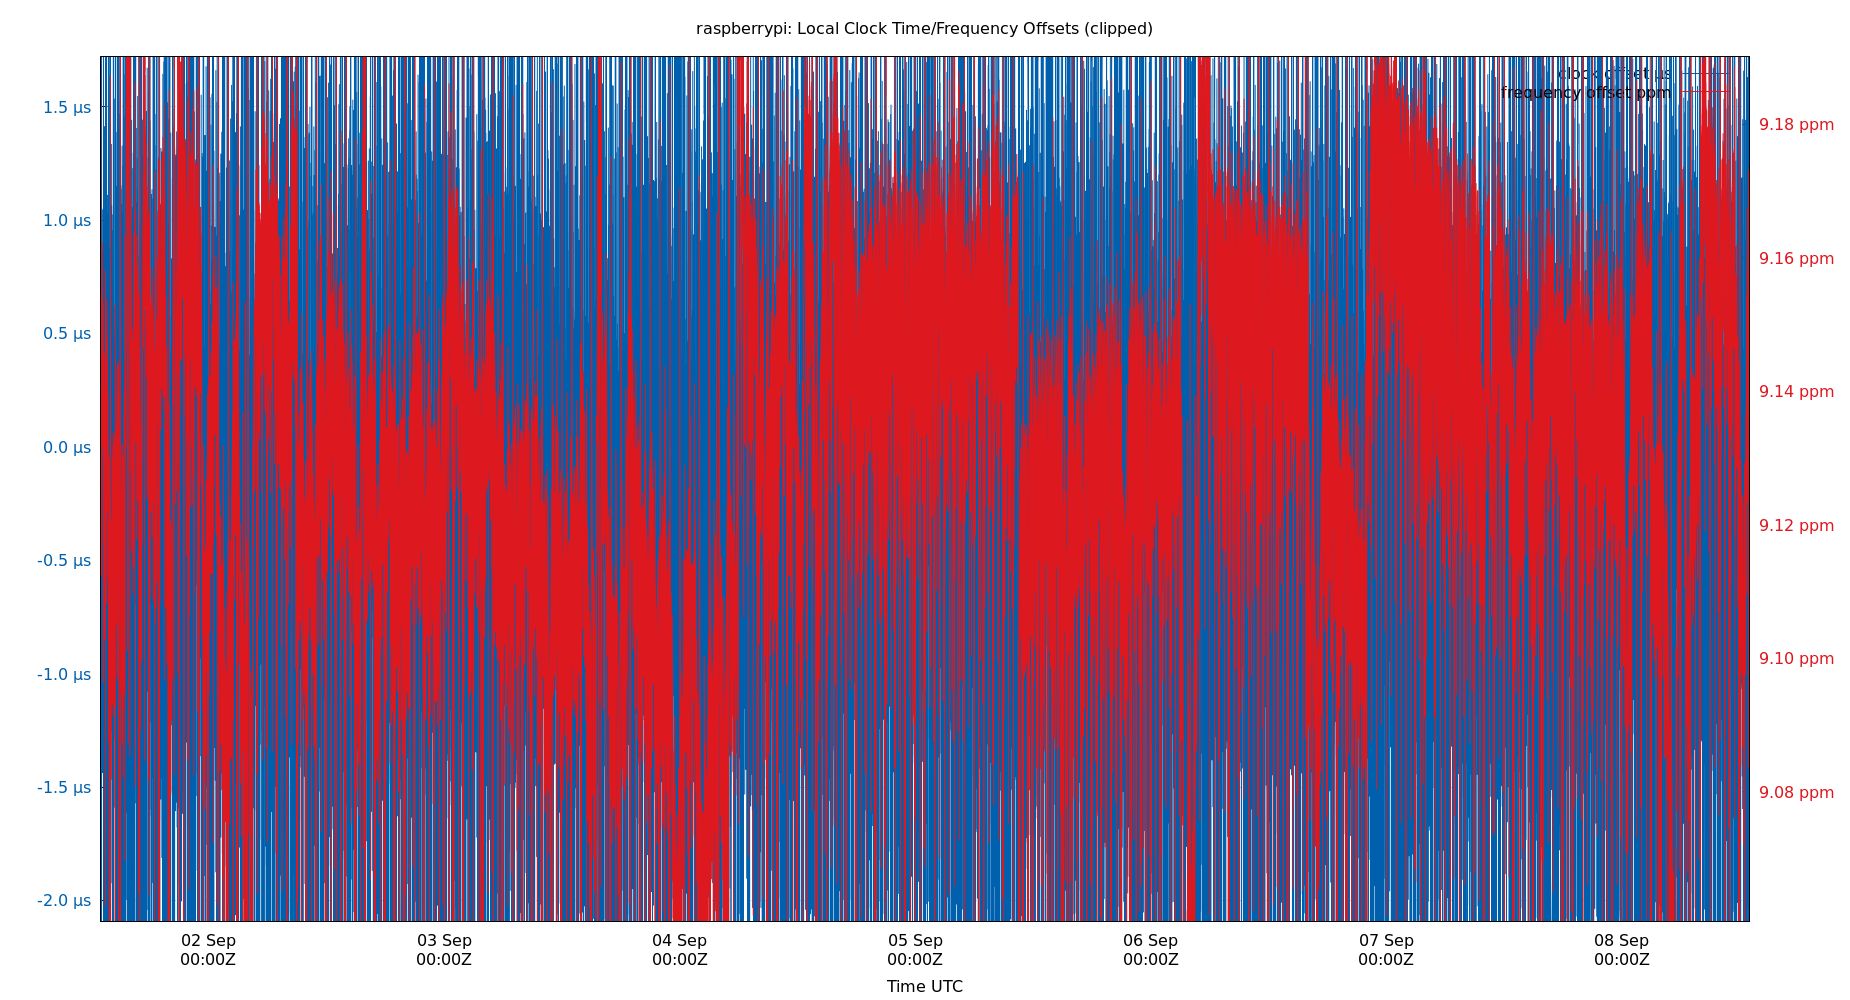 raspberrypi: Local Clock Time/Frequency Offsets (clipped)
clock offset µs
frequency offset ppm
1.5 µs
1.0 µs
0.5 µs
0.0 µs
-0.5 µs
-1.0 µs
-1.5 µs
-2.0 µs
9.18 ppm
9.16 ppm
9.14 ppm
9.12 ppm
9.10 ppm
9.08 ppm
02 Sep
00:00Z
03 Sep
00:00Z
04 Sep
00:00Z
05 Sep
00:00Z
06 Sep
00:00Z
07 Sep
00:00Z
08 Sep
00:00Z
Time UTC